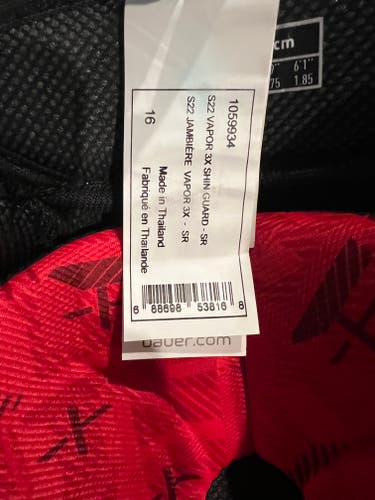 1059934
S22 VAPOR 3X SHIN GUARD - SR
S22 JAMBIÈRE VAPOR 3X - SR
16
Made in Thailand
Fabriqué en Thaïlande
6 88698 53816 8
bauer.com
cm
6'1"
75 1.85